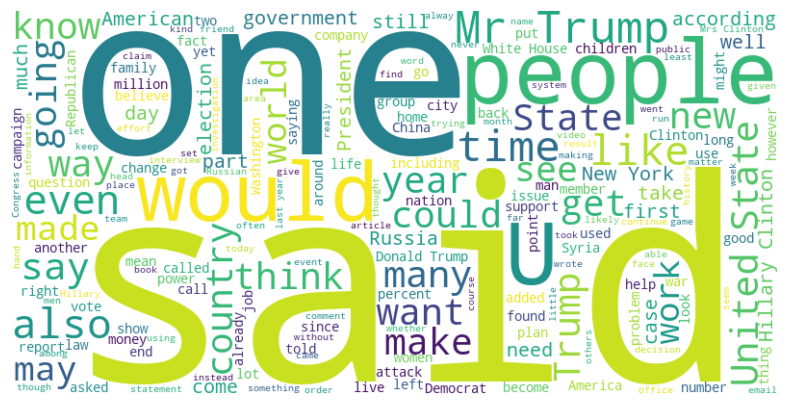 know
American
two
government
still
Mr Trump
according
much
fact
yet
company
friend
alway
name
put
White House
children
Mrs Clinton
public
least
well
going
Republican
claim
kind
family
million
believe
day
one
word
never
find
go
people
might
idea
area
election
world
saying
really
President
group
city
system
went
run
given
effort
investigation
home
back
China
trying
month
State
new
campaign
information
let
keep
set
change
part
Washington
around
life
including
time
video
result
making
like
Clinton
long
use
matter
however
way
question
head
interview
got
Russian
give
last year
thought
year
nation
see
New York
man
issue
member
take
week
history
Congress
even
place
team
would
could
support
get
first
likely
continue
game
made
another
often
today
article
Russia
far
point
took
used
Syria
wrote
good
United State
Hillary Clinton
hand
say
mean
book
called
power
call
country
think
event
Donald Trump
many
percent
U
said
added
little
able
face
war
work
right
Hillary
men
vote
job
comment
want
whether
course
found
plan
Trump
others
help
look
problem
case
decision
seem
thing
also
among
using
show
money
end
already
since
without
told
came
make
women
need
report
law
may
though
asked
statement
instead
come
lot
something
order
attack
live
left
Democrat
become
America
office
number
email